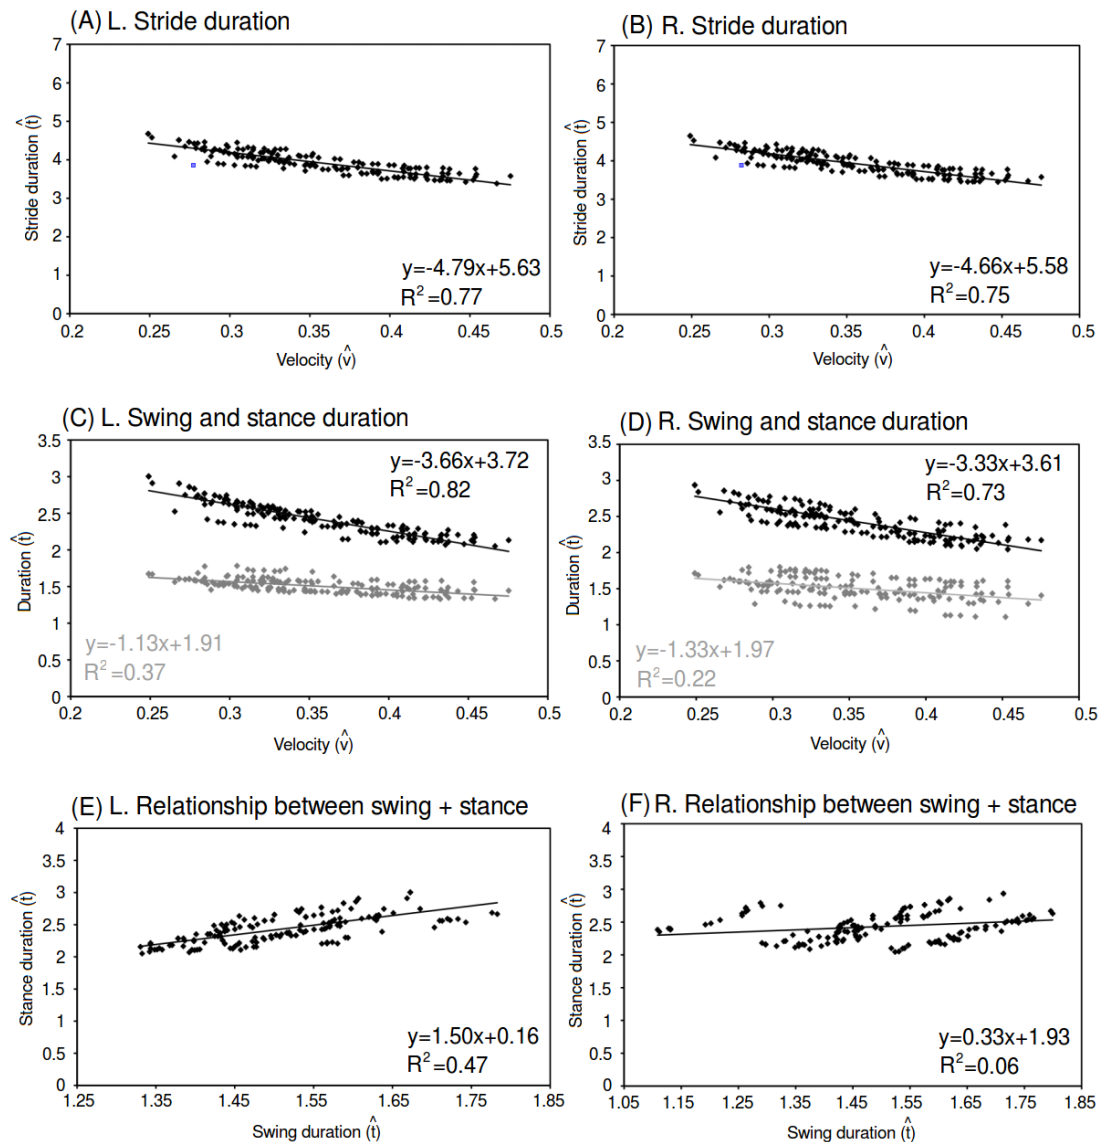 (A) L. Stride duration
7
6
5
4
3
2
1
0
Stride duration (t̂)
y=-4.79x+5.63
R²=0.77
0.2 0.25 0.3 0.35 0.4 0.45 0.5
Velocity (v̂)
(B) R. Stride duration
7
6
5
4
3
2
1
0
Stride duration (t̂)
y=-4.66x+5.58
R²=0.75
0.2 0.25 0.3 0.35 0.4 0.45 0.5
Velocity (v̂)
(C) L. Swing and stance duration
3.5
3
2.5
2
1.5
1
0.5
0
Duration (t̂)
y=-3.66x+3.72
R²=0.82
y=-1.13x+1.91
R²=0.37
0.2 0.25 0.3 0.35 0.4 0.45 0.5
Velocity (v̂)
(D) R. Swing and stance duration
3.5
3
2.5
2
1.5
1
0.5
0
Duration (t̂)
y=-3.33x+3.61
R²=0.73
y=-1.33x+1.97
R²=0.22
0.2 0.25 0.3 0.35 0.4 0.45 0.5
Velocity (v̂)
(E) L. Relationship between swing + stance
4
3.5
3
2.5
2
1.5
1
0.5
0
Stance duration (t̂)
y=1.50x+0.16
R²=0.47
1.25 1.35 1.45 1.55 1.65 1.75 1.85
Swing duration (t̂)
(F) R. Relationship between swing + stance
4
3.5
3
2.5
2
1.5
1
0.5
0
Stance duration (t̂)
y=0.33x+1.93
R²=0.06
1.05 1.15 1.25 1.35 1.45 1.55 1.65 1.75 1.85
Swing duration (t̂)